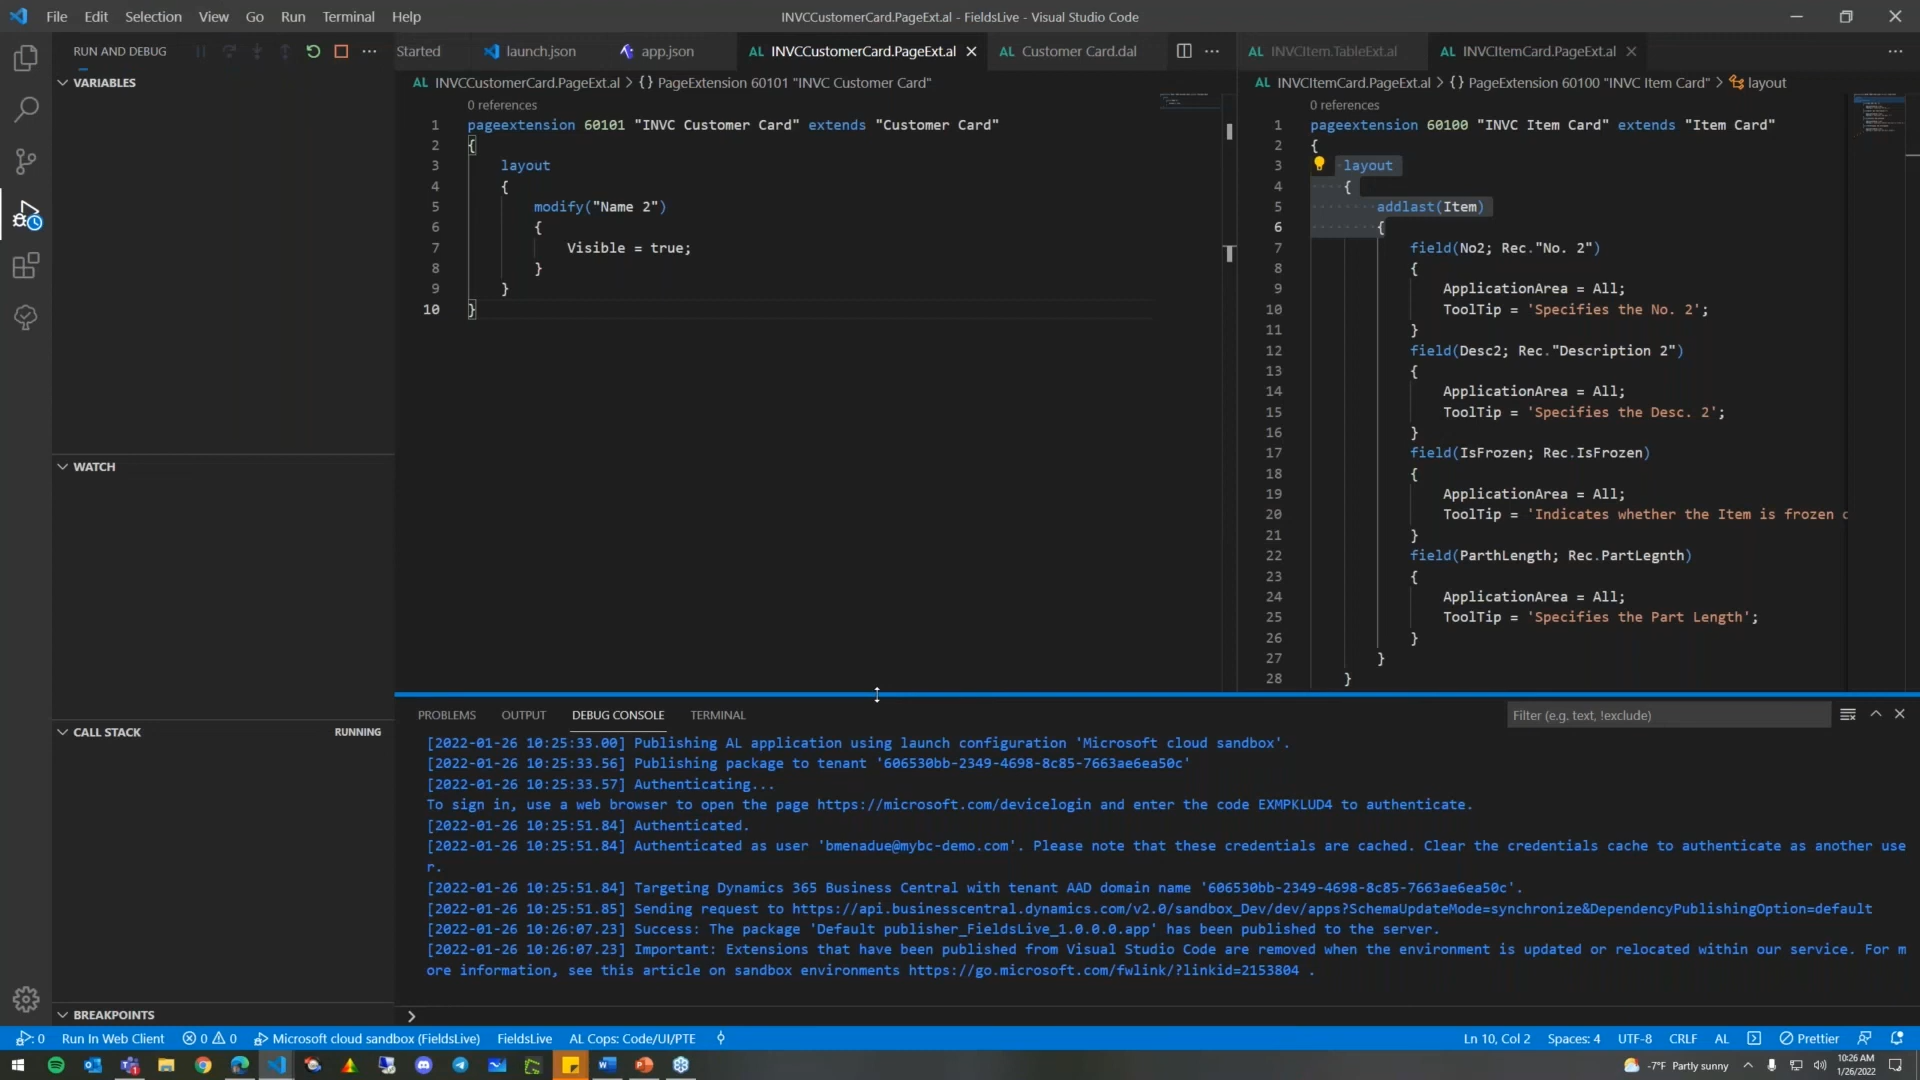 File Edit Selection View Go Run Terminal Help
INVCCustomerCard.PageExt.al - FieldsLive - Visual Studio Code
RUN AND DEBUG
Started launch.json app.json AL INVCCustomerCard.PageExt.al AL Customer Card.dal
AL INVCItem.TableExt.al AL INVCItemCard.PageExt.al
VARIABLES
WATCH
CALL STACK RUNNING
BREAKPOINTS
AL INVCCustomerCard.PageExt.al > {} PageExtension 60101 "INVC Customer Card"
0 references
1 pageextension 60101 "INVC Customer Card" extends "Customer Card"
2 {
3 layout
4 {
5 modify("Name 2")
6 {
7 Visible = true;
8 }
9 }
10 }
AL INVCItemCard.PageExt.al > {} PageExtension 60100 "INVC Item Card" > layout
0 references
1 pageextension 60100 "INVC Item Card" extends "Item Card"
2 {
3 layout
4 {
5 addlast(Item)
6 {
7 field(No2; Rec."No. 2")
8 {
9 ApplicationArea = All;
10 ToolTip = 'Specifies the No. 2';
11 }
12 field(Desc2; Rec."Description 2")
13 {
14 ApplicationArea = All;
15 ToolTip = 'Specifies the Desc. 2';
16 }
17 field(IsFrozen; Rec.IsFrozen)
18 {
19 ApplicationArea = All;
20 ToolTip = 'Indicates whether the Item is frozen
21 }
22 field(ParthLength; Rec.PartLegnth)
23 {
24 ApplicationArea = All;
25 ToolTip = 'Specifies the Part Length';
26 }
27 }
28 }
PROBLEMS OUTPUT DEBUG CONSOLE TERMINAL
Filter (e.g. text, !exclude)
[2022-01-26 10:25:33.00] Publishing AL application using launch configuration 'Microsoft cloud sandbox'.
[2022-01-26 10:25:33.56] Publishing package to tenant '606530bb-2349-4698-8c85-7663ae6ea50c'
[2022-01-26 10:25:33.57] Authenticating...
To sign in, use a web browser to open the page https://microsoft.com/devicelogin and enter the code EXMPKLUD4 to authenticate.
[2022-01-26 10:25:51.84] Authenticated.
[2022-01-26 10:25:51.84] Authenticated as user 'bmenadue@mybc-demo.com'. Please note that these credentials are cached. Clear the credentials cache to authenticate as another use
r.
[2022-01-26 10:25:51.84] Targeting Dynamics 365 Business Central with tenant AAD domain name '606530bb-2349-4698-8c85-7663ae6ea50c'.
[2022-01-26 10:25:51.85] Sending request to https://api.businesscentral.dynamics.com/v2.0/sandbox_Dev/dev/apps?SchemaUpdateMode=synchronize&DependencyPublishingOption=default
[2022-01-26 10:26:07.23] Success: The package 'Default publisher_FieldsLive_1.0.0.0.app' has been published to the server.
[2022-01-26 10:26:07.23] Important: Extensions that have been published from Visual Studio Code are removed when the environment is updated or relocated within our service. For m
ore information, see this article on sandbox environments https://go.microsoft.com/fwlink/?linkid=2153804 .
: 0 Run In Web Client 0 0 Microsoft cloud sandbox (FieldsLive) FieldsLive AL Cops: Code/UI/PTE
Ln 10, Col 2 Spaces: 4 UTF-8 CRLF AL Prettier
-7°F Partly sunny
10:26 AM
1/26/2022